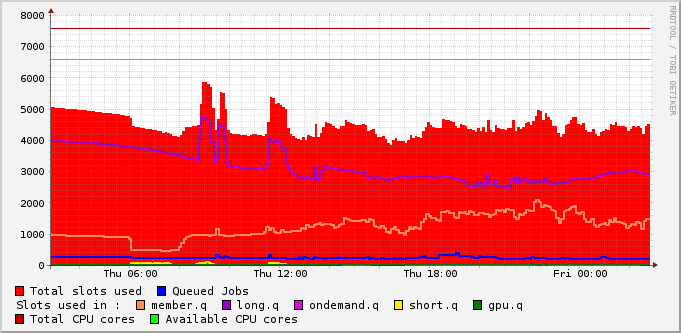 8000
7000
6000
5000
4000
3000
2000
1000
0
Thu 06:00 Thu 12:00 Thu 18:00 Fri 00:00
RRDTOOL / TOBI OETIKER
Total slots used Queued Jobs
Slots used in : member.q long.q ondemand.q short.q gpu.q
Total CPU cores Available CPU cores